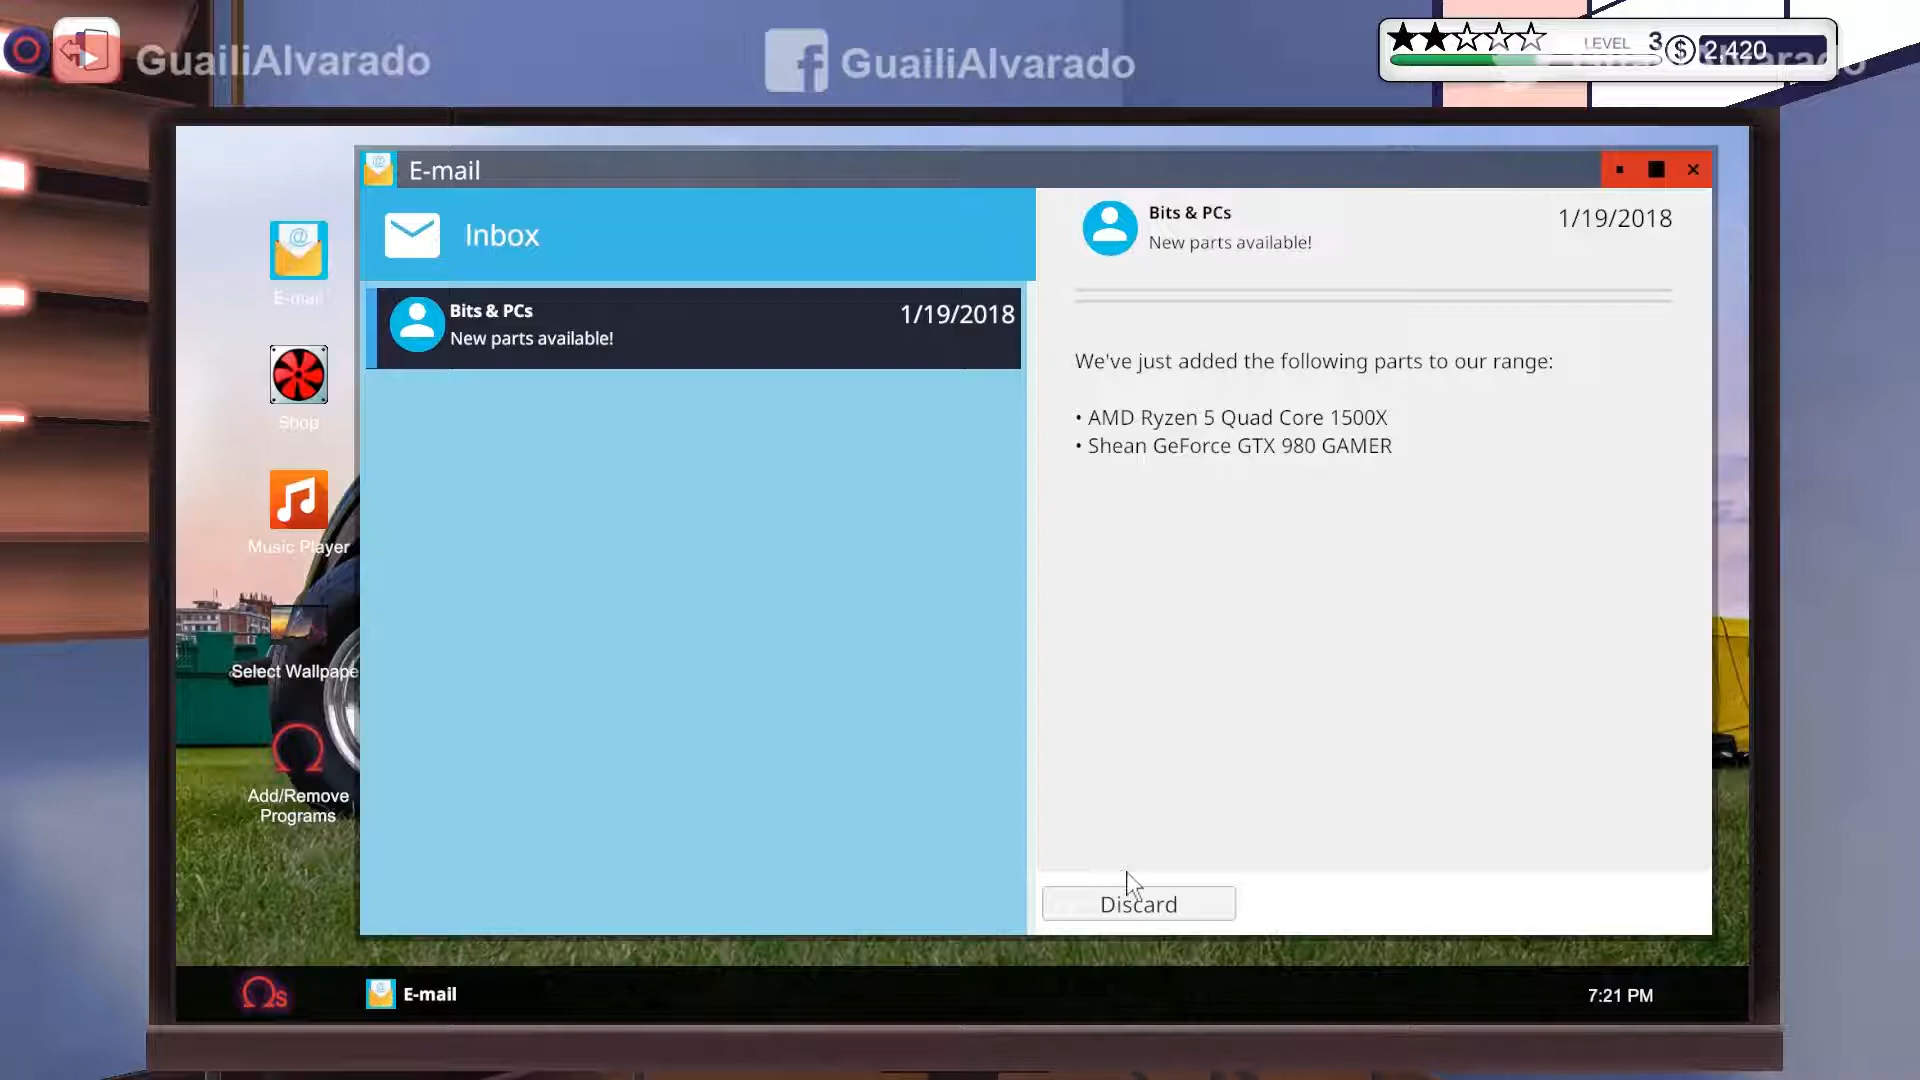 GuailiAlvarado
GuailiAlvarado
LEVEL 3
$ 2,420
Alvarado
E-mail
Inbox
Bits & PCs
1/19/2018
New parts available!
Bits & PCs
1/19/2018
New parts available!
We've just added the following parts to our range:
• AMD Ryzen 5 Quad Core 1500X
• Shean GeForce GTX 980 GAMER
Discard
E-mail
Shop
Music Player
Select Wallpape
Add/Remove
Programs
Ωs
E-mail
7:21 PM